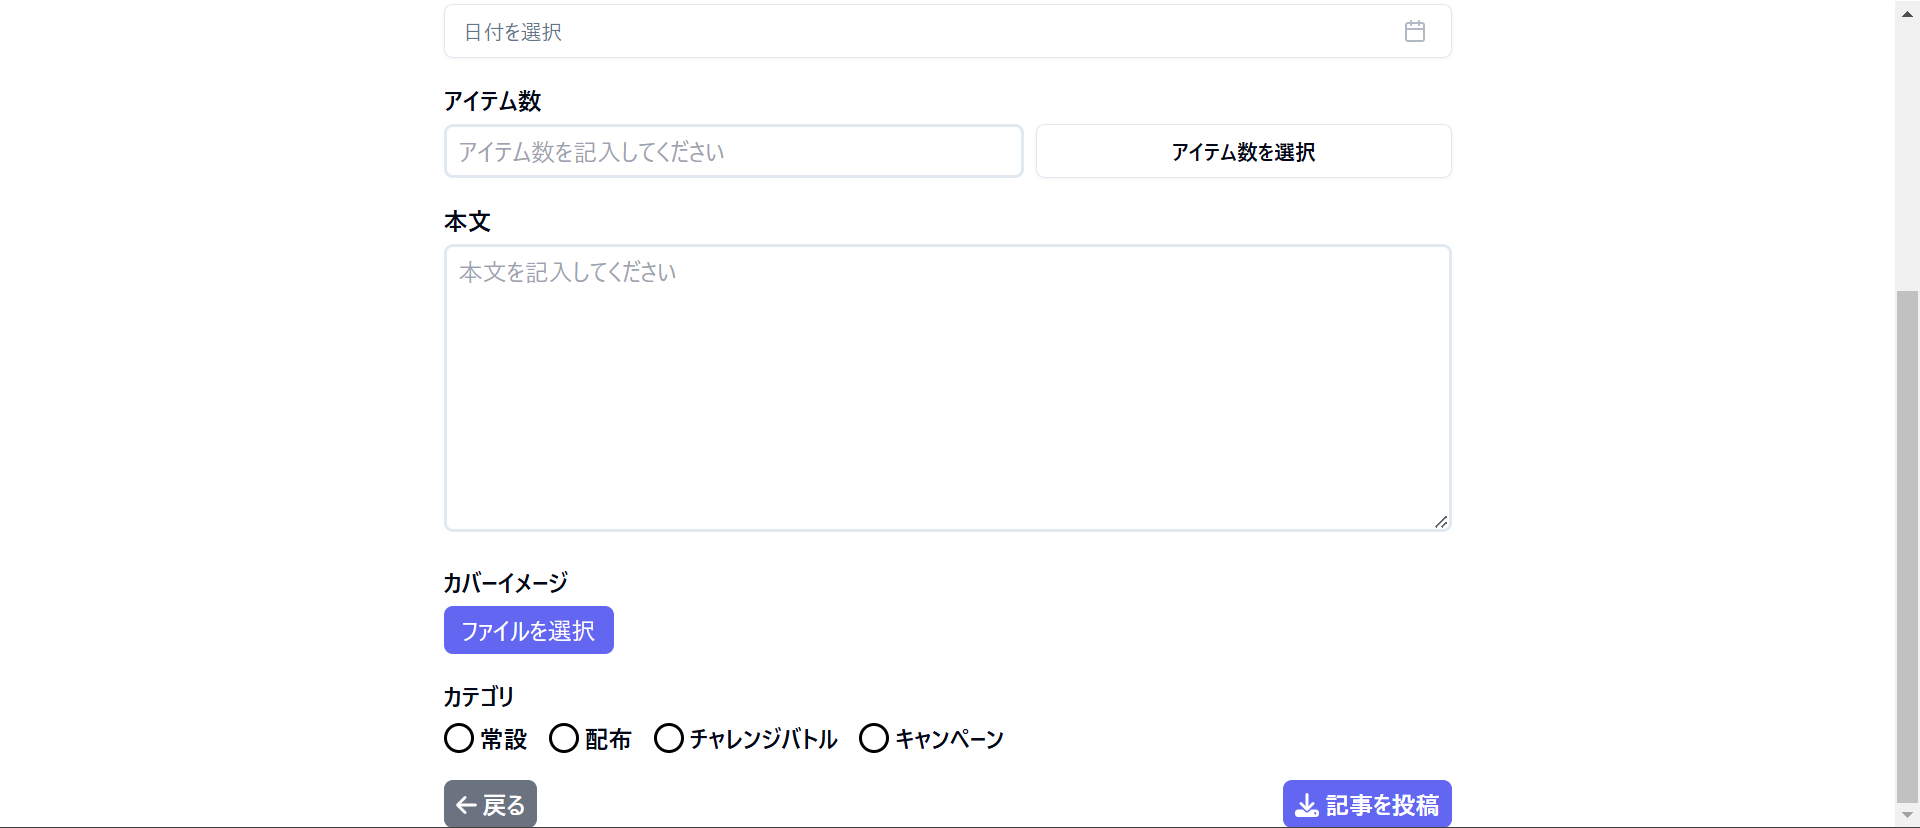 日付を選択
アイテム数
アイテム数を記入してください
アイテム数を選択
本文
本文を記入してください
カバーイメージ
ファイルを選択
カテゴリ
常設 配布 チャレンジバトル キャンペーン
戻る
記事を投稿